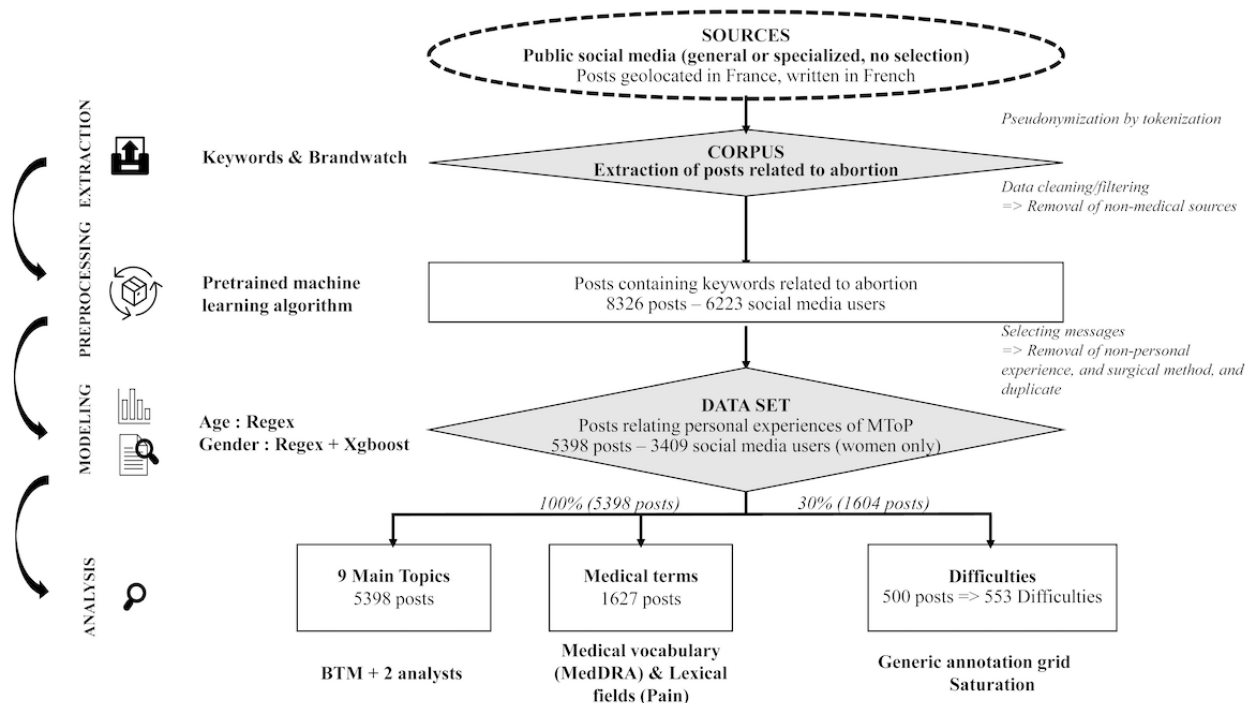 SOURCES
Public social media (general or specialized, no selection)
Posts geolocated in France, written in French
Pseudonymization by tokenization
EXTRACTION
Keywords & Brandwatch
CORPUS
Extraction of posts related to abortion
Data cleaning/filtering
=> Removal of non-medical sources
PREPROCESSING
Pretrained machine
learning algorithm
Posts containing keywords related to abortion
8326 posts – 6223 social media users
Selecting messages
=> Removal of non-personal
experience, and surgical method, and
duplicate
MODELING
Age : Regex
Gender : Regex + Xgboost
DATA SET
Posts relating personal experiences of MToP
5398 posts – 3409 social media users (women only)
100% (5398 posts)
30% (1604 posts)
ANALYSIS
9 Main Topics
5398 posts
Medical terms
1627 posts
Difficulties
500 posts => 553 Difficulties
BTM + 2 analysts
Medical vocabulary
(MedDRA) & Lexical
fields (Pain)
Generic annotation grid
Saturation